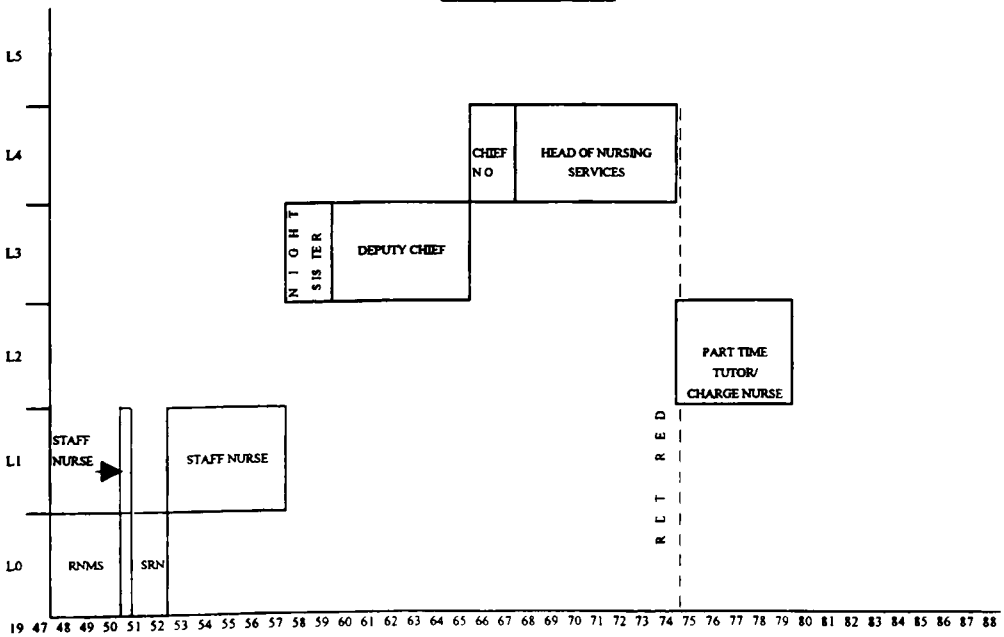 L5
L4
CHIEF
N O
HEAD OF NURSING
SERVICES
L3
N I G H T
SISTER
DEPUTY CHIEF
L2
PART TIME
TUTOR/
CHARGE NURSE
L1
STAFF
NURSE
STAFF NURSE
RET RED
L0
RNMS
SRN
19 47 48 49 50 51 52 53 54 55 56 57 58 59 60 61 62 63 64 65 66 67 68 69 70 71 72 73 74 75 76 77 78 79 80 81 82 83 84 85 86 87 88